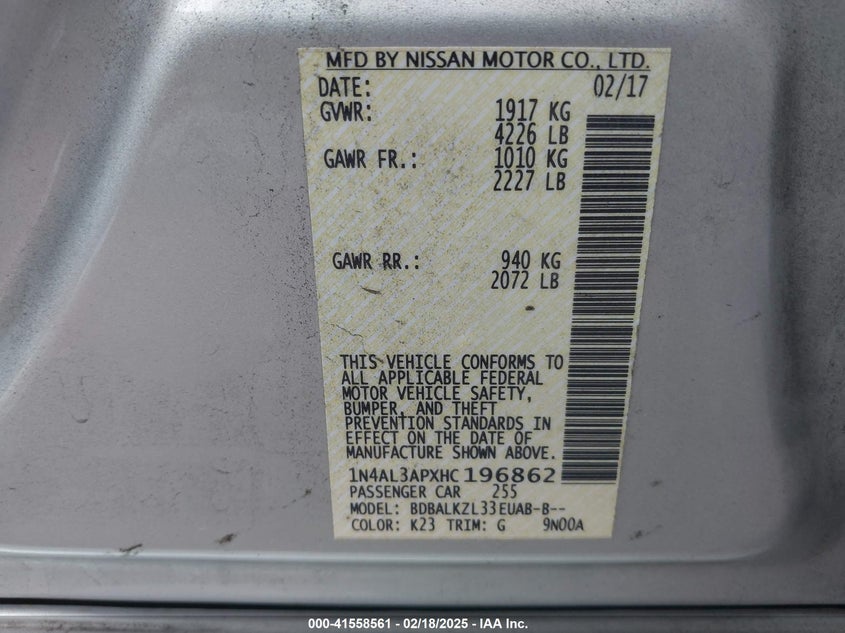 MFD BY NISSAN MOTOR CO., LTD.
DATE: 02/17
GVWR: 1917 KG
4226 LB
GAWR FR.: 1010 KG
2227 LB
GAWR RR.: 940 KG
2072 LB
THIS VEHICLE CONFORMS TO
ALL APPLICABLE FEDERAL
MOTOR VEHICLE SAFETY,
BUMPER, AND THEFT
PREVENTION STANDARDS IN
EFFECT ON THE DATE OF
MANUFACTURE SHOWN ABOVE.
1N4AL3APXHC196862
PASSENGER CAR 255
MODEL: BDBALKZL33EUAB-B--
COLOR: K23 TRIM: G 9N00A
000-41558561 - 02/18/2025 - IAA Inc.